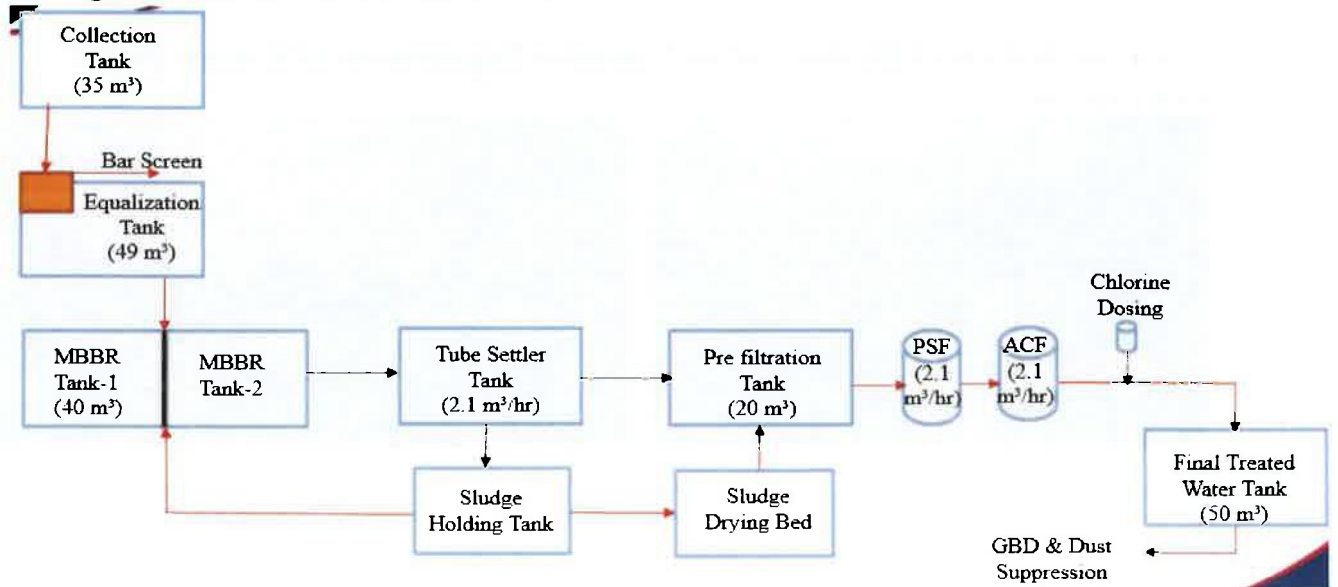 Collection
Tank
(35 m³)
Bar Screen
Equalization
Tank
(49 m³)
MBBR
Tank-1
(40 m³)
MBBR
Tank-2
Tube Settler
Tank
(2.1 m³/hr)
Pre filtration
Tank
(20 m³)
PSF
(2.1
m³/hr)
ACF
(2.1
m³/hr)
Chlorine
Dosing
Sludge
Holding Tank
Sludge
Drying Bed
Final Treated
Water Tank
(50 m³)
GBD & Dust
Suppression